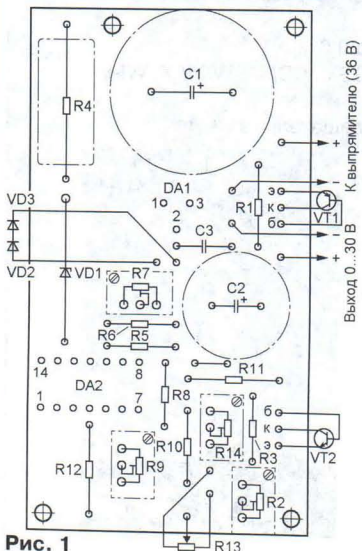 C1
+
R4
К выпрямителю (36 В)
+
−
DA1
1 3
2
R1
э
к
б
VT1
−
+
Выход 0...30 В
VD3
VD2
VD1
C3
R7
C2
+
R6
R5
14
8
DA2
1
7
R11
R8
R10
R12
R9
R14
R3
б
к
э
VT2
R2
R13
Рис. 1